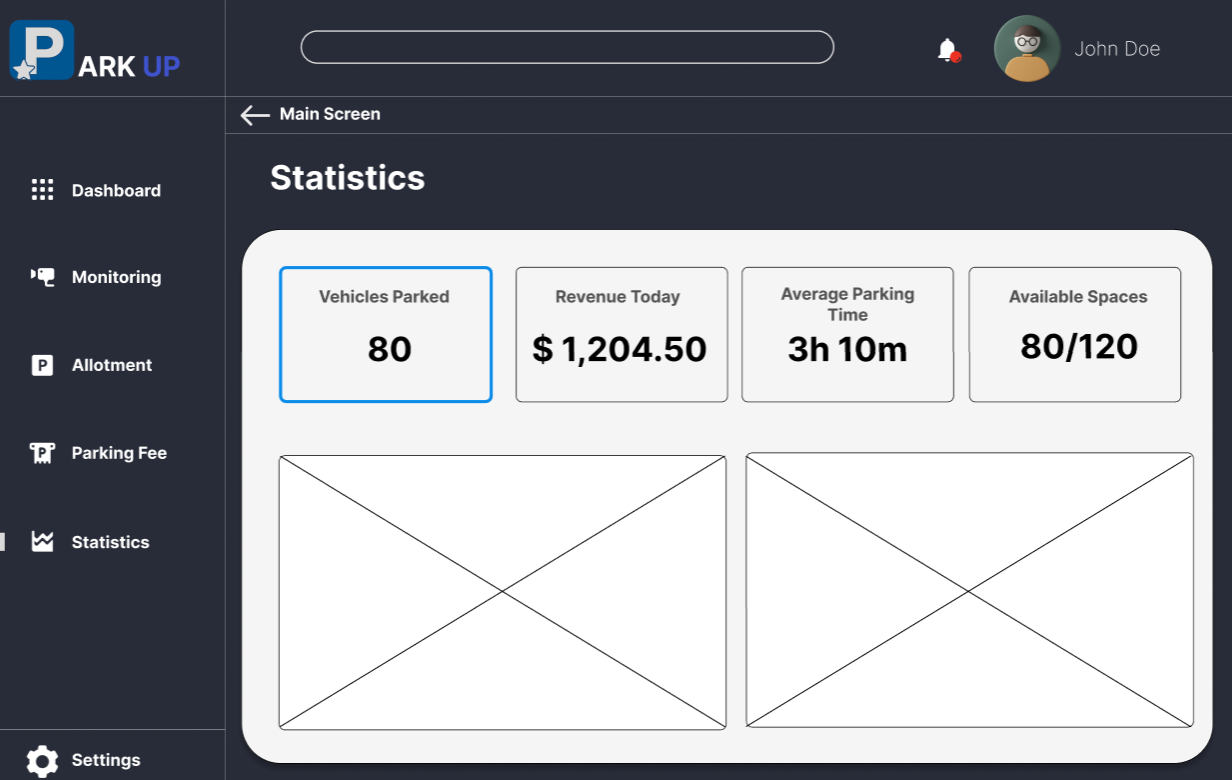 PARK UP
John Doe
Main Screen
Statistics
Dashboard
Monitoring
P Allotment
P Parking Fee
Statistics
Settings
Vehicles Parked
80
Revenue Today
$ 1,204.50
Average Parking
Time
3h 10m
Available Spaces
80/120